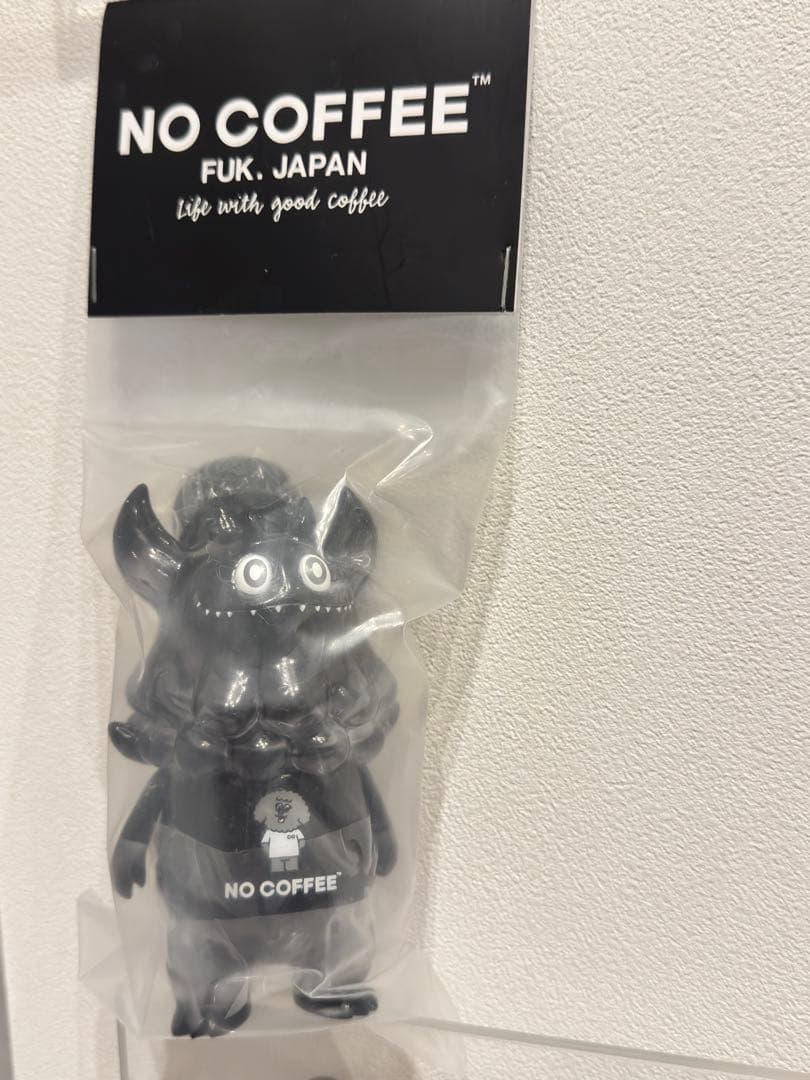 NO COFFEE™
FUK. JAPAN
Life with good coffee
NO COFFEE™